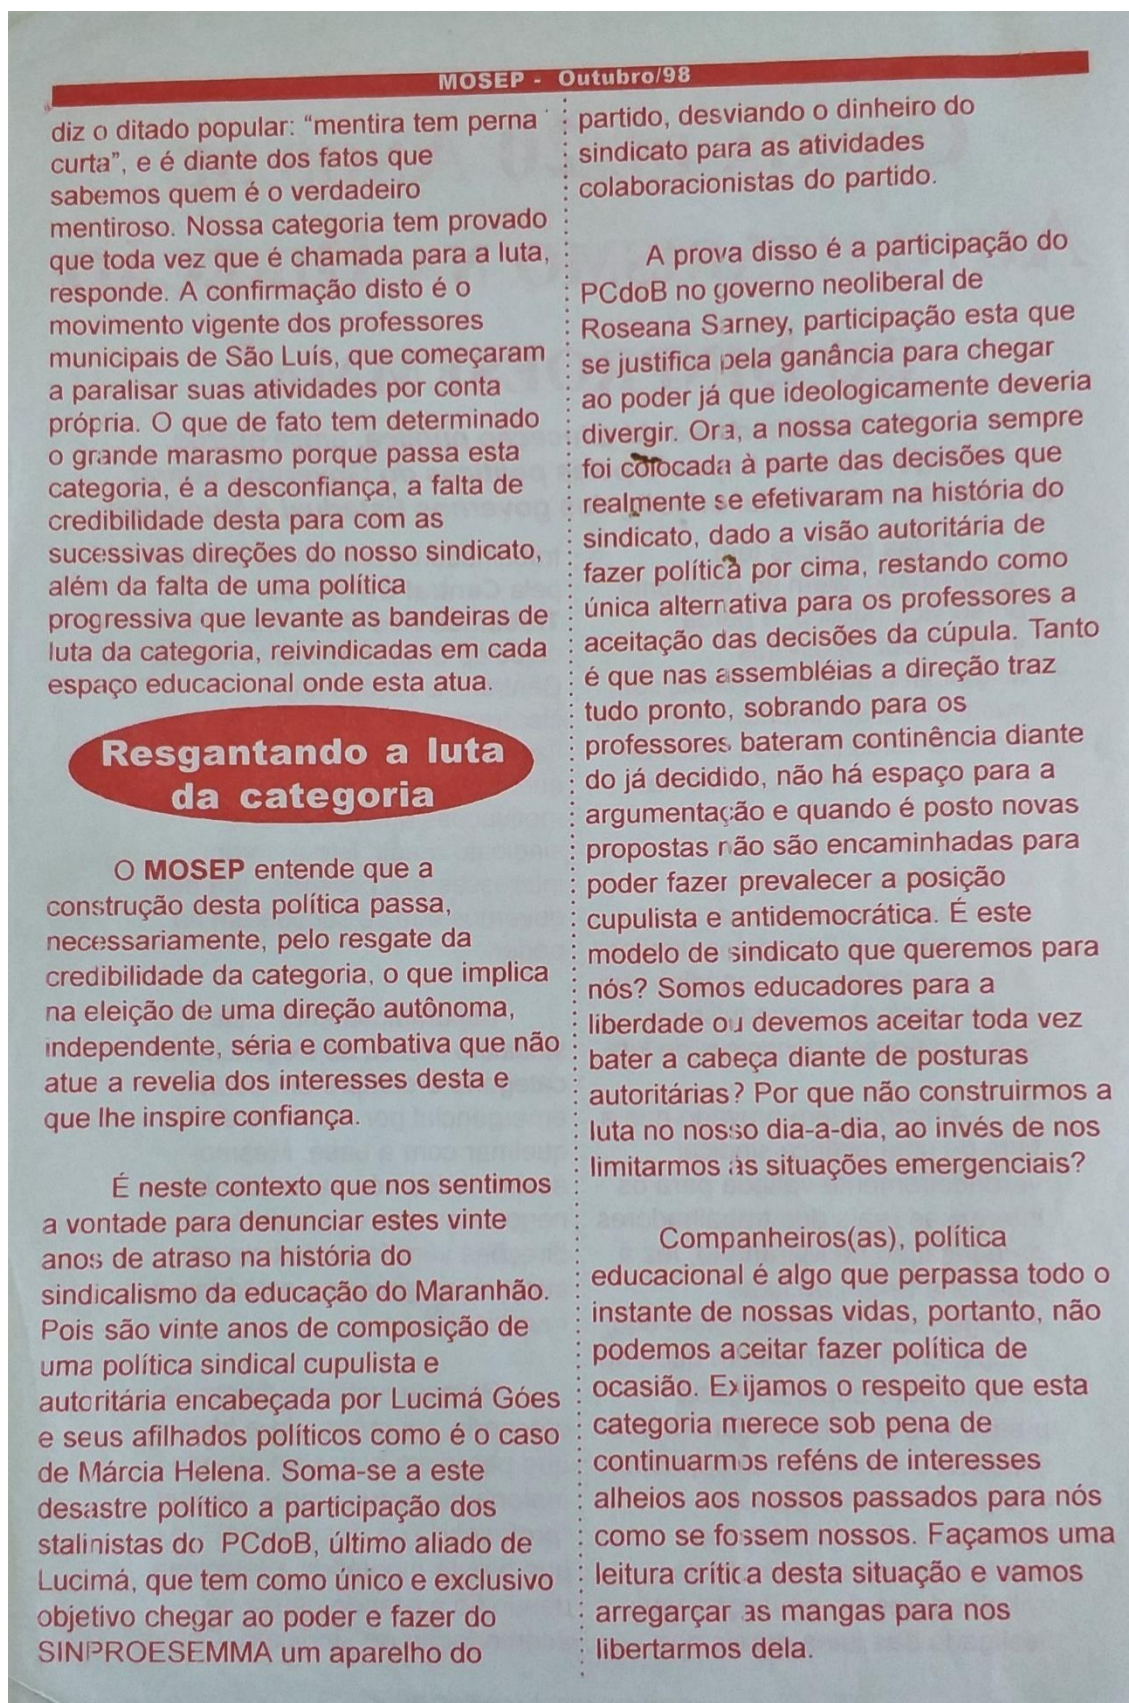 MOSEP - Outubro/98
diz o ditado popular: “mentira tem perna
curta”, e é diante dos fatos que
sabemos quem é o verdadeiro
mentiroso. Nossa categoria tem provado
que toda vez que é chamada para a luta,
responde. A confirmação disto é o
movimento vigente dos professores
municipais de São Luís, que começaram
a paralisar suas atividades por conta
própria. O que de fato tem determinado
o grande marasmo porque passa esta
categoria, é a desconfiança, a falta de
credibilidade desta para com as
sucessivas direções do nosso sindicato,
além da falta de uma política
progressiva que levante as bandeiras de
luta da categoria, reivindicadas em cada
espaço educacional onde esta atua.
Resgantando a luta
da categoria
O MOSEP entende que a
construção desta política passa,
necessariamente, pelo resgate da
credibilidade da categoria, o que implica
na eleição de uma direção autônoma,
independente, séria e combativa que não
atue a revelia dos interesses desta e
que lhe inspire confiança.
É neste contexto que nos sentimos
a vontade para denunciar estes vinte
anos de atraso na história do
sindicalismo da educação do Maranhão.
Pois são vinte anos de composição de
uma política sindical cupulista e
autoritária encabeçada por Lucimá Góes
e seus afilhados políticos como é o caso
de Márcia Helena. Soma-se a este
desastre político a participação dos
stalinistas do PCdoB, último aliado de
Lucimá, que tem como único e exclusivo
objetivo chegar ao poder e fazer do
SINPROESEMMA um aparelho do
partido, desviando o dinheiro do
sindicato para as atividades
colaboracionistas do partido.
A prova disso é a participação do
PCdoB no governo neoliberal de
Roseana Sarney, participação esta que
se justifica pela ganância para chegar
ao poder já que ideologicamente deveria
divergir. Ora, a nossa categoria sempre
foi colocada à parte das decisões que
realmente se efetivaram na história do
sindicato, dado a visão autoritária de
fazer política por cima, restando como
única alternativa para os professores a
aceitação das decisões da cúpula. Tanto
é que nas assembléias a direção traz
tudo pronto, sobrando para os
professores bateram continência diante
do já decidido, não há espaço para a
argumentação e quando é posto novas
propostas não são encaminhadas para
poder fazer prevalecer a posição
cupulista e antidemocrática. É este
modelo de sindicato que queremos para
nós? Somos educadores para a
liberdade ou devemos aceitar toda vez
bater a cabeça diante de posturas
autoritárias? Por que não construirmos a
luta no nosso dia-a-dia, ao invés de nos
limitarmos às situações emergenciais?
Companheiros(as), política
educacional é algo que perpassa todo o
instante de nossas vidas, portanto, não
podemos aceitar fazer política de
ocasião. Exijamos o respeito que esta
categoria merece sob pena de
continuarmos reféns de interesses
alheios aos nossos passados para nós
como se fossem nossos. Façamos uma
leitura crítica desta situação e vamos
arregarçar as mangas para nos
libertarmos dela.